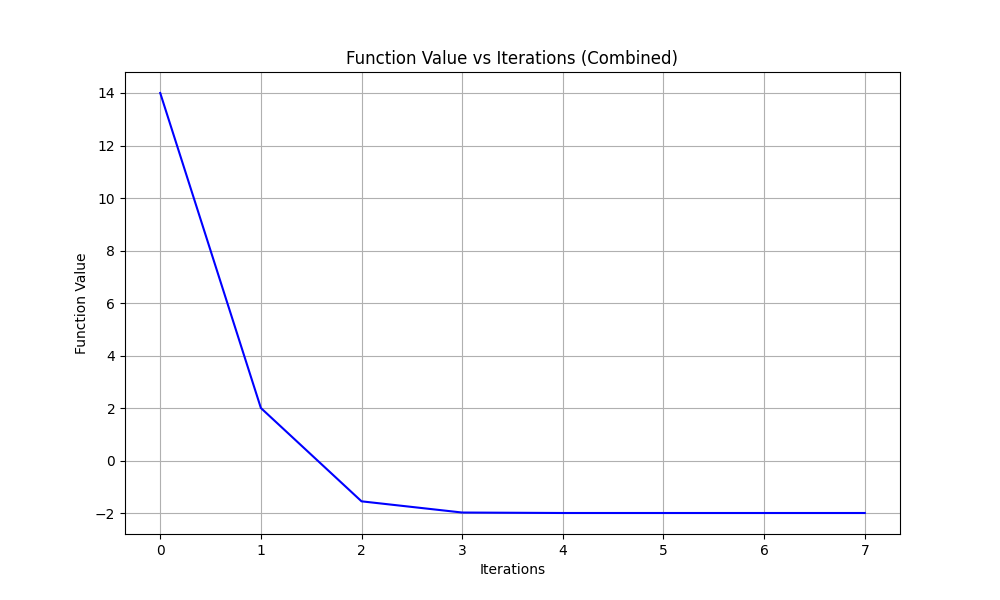 Function Value vs Iterations (Combined)
14
12
10
8
6
4
2
0
−2
Function Value
0 1 2 3 4 5 6 7
Iterations